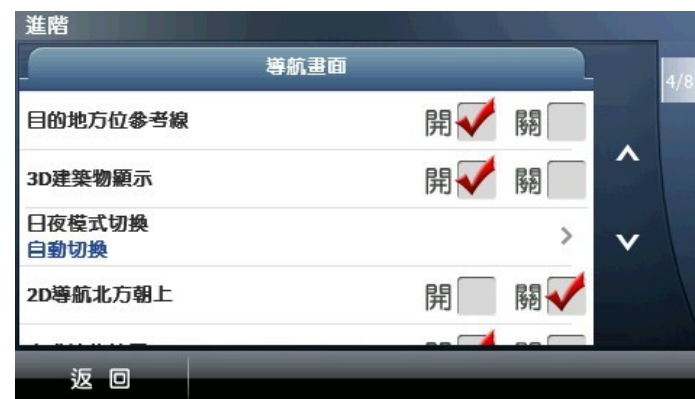 進階
導航畫面
4/8
目的地方位參考線 開 關
3D建築物顯示 開 關
日夜模式切換
自動切換
2D導航北方朝上 開 關
返回